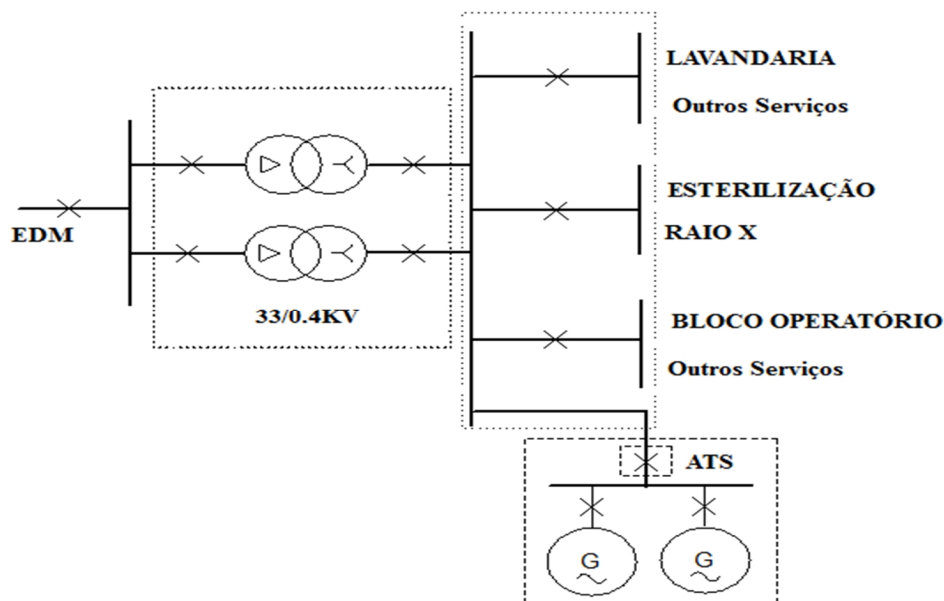 LAVANDARIA
Outros Serviços
EDM
33/0.4KV
ESTERILIZAÇÃO
RAIO X
BLOCO OPERATÓRIO
Outros Serviços
ATS
G
G